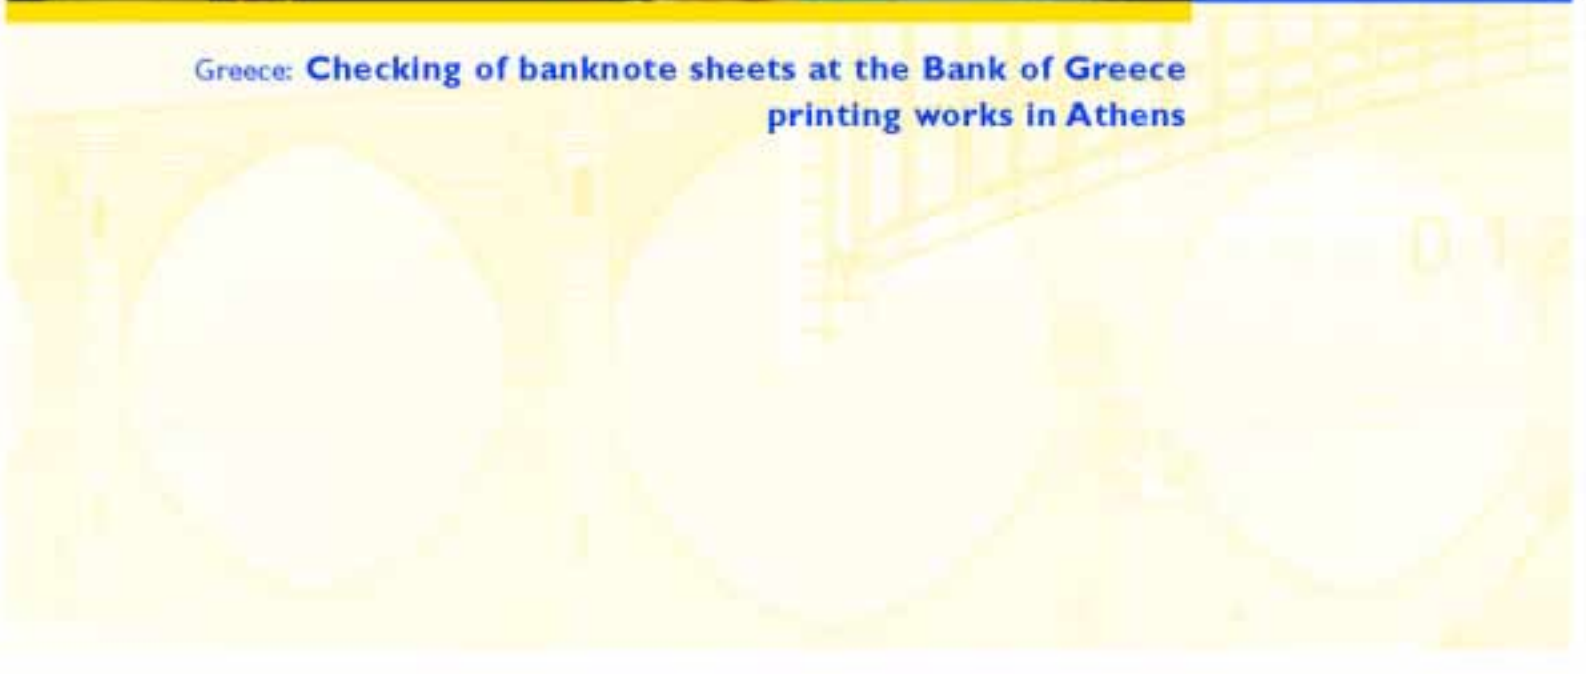 Greece: Checking of banknote sheets at the Bank of Greece
printing works in Athens